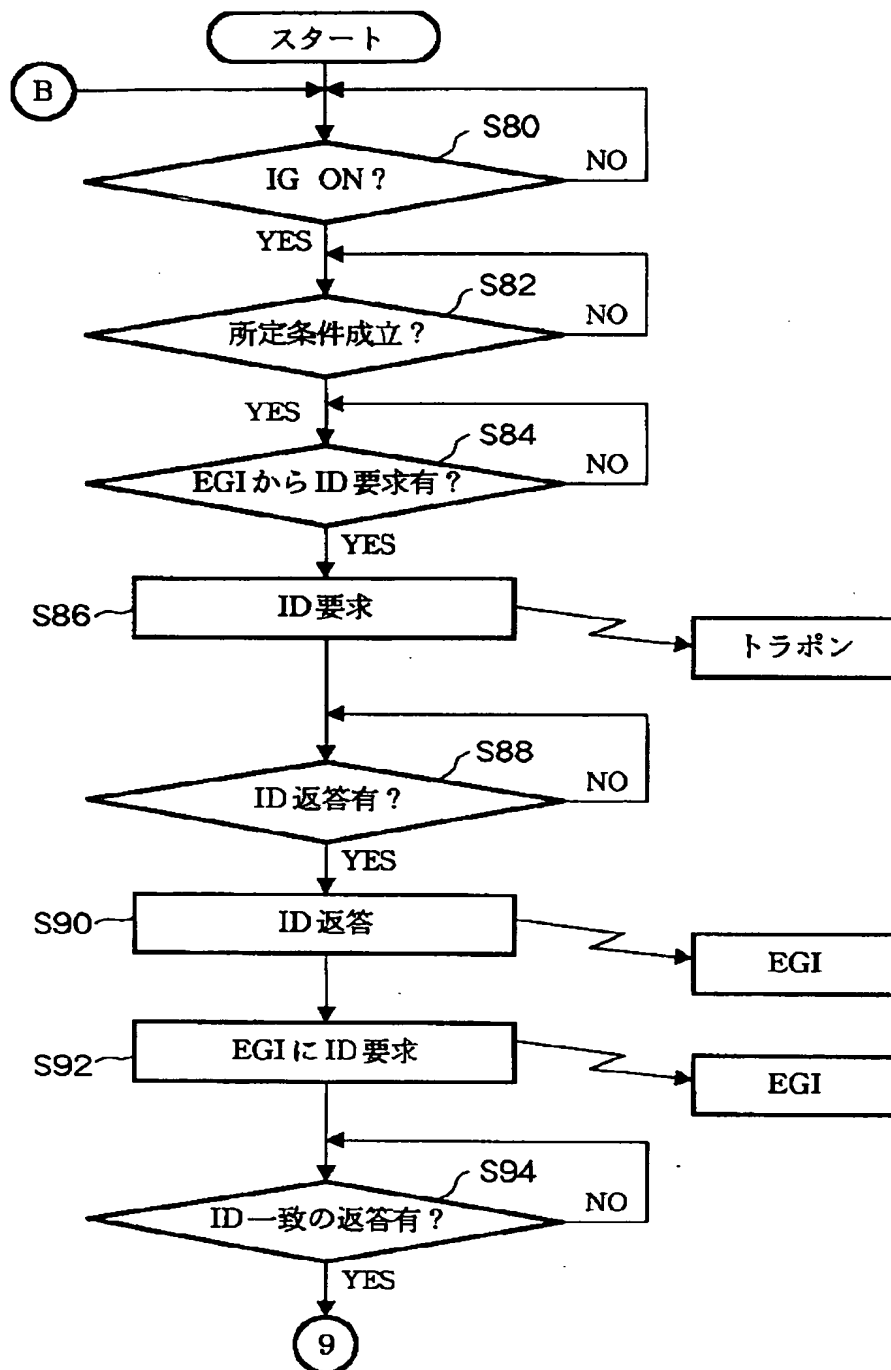 スタート
B
S80
IG ON?
NO
YES
S82
所定条件成立?
NO
YES
S84
EGIからID要求有?
NO
YES
S86
ID要求
トラポン
S88
ID返答有?
NO
YES
S90
ID返答
EGI
S92
EGIにID要求
EGI
S94
ID一致の返答有?
NO
YES
9